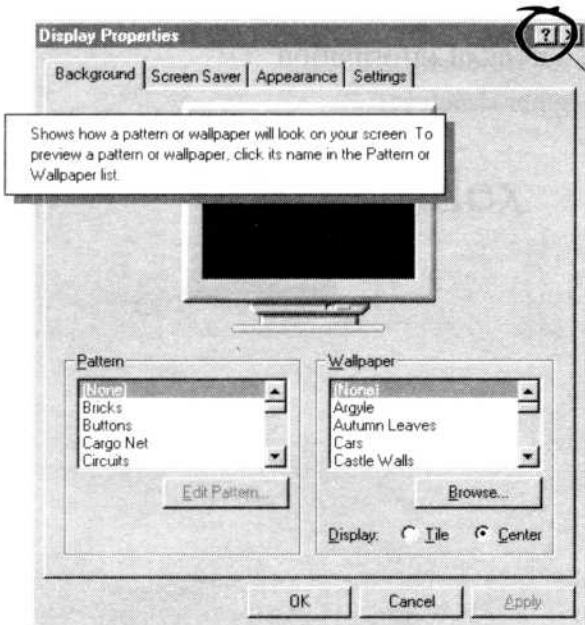 Display Properties
? X
Background Screen Saver Appearance Settings
Shows how a pattern or wallpaper will look on your screen. To
preview a pattern or wallpaper, click its name in the Pattern or
Wallpaper list.
Pattern
(None)
Bricks
Buttons
Cargo Net
Circuits
Edit Pattern...
Wallpaper
(None)
Argyle
Autumn Leaves
Cars
Castle Walls
Browse...
Display: Tile Center
OK Cancel Apply